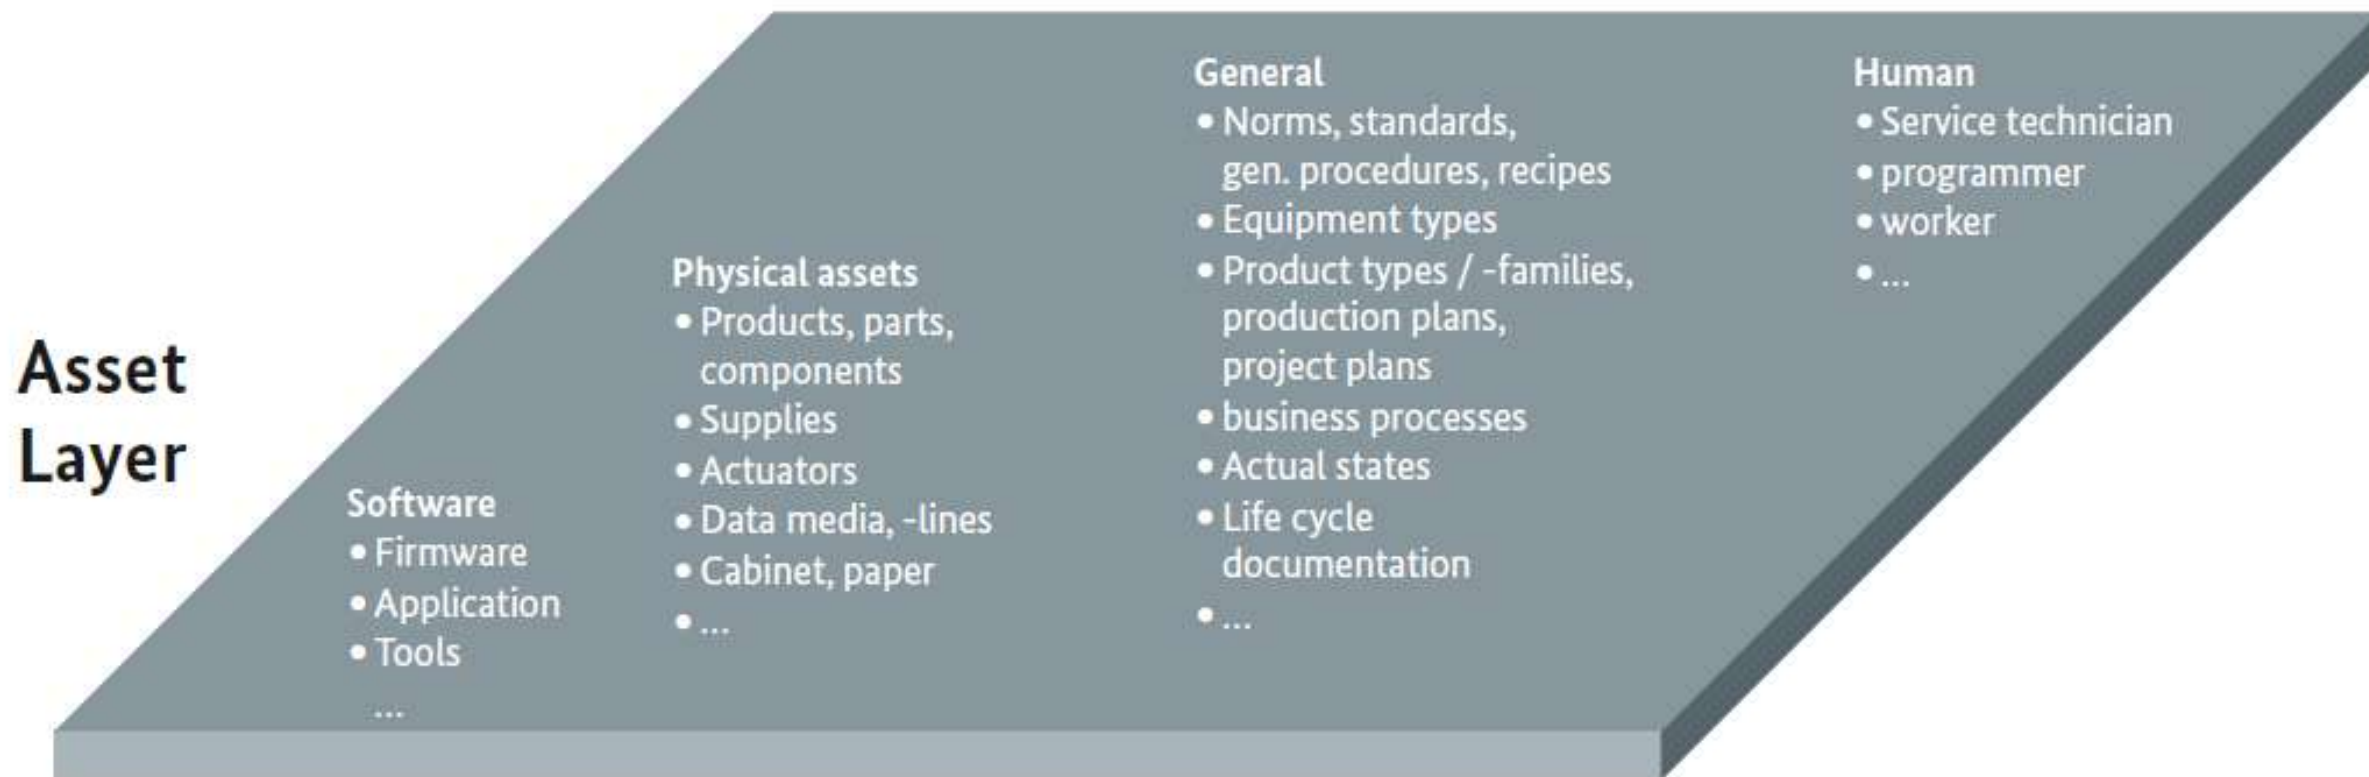 Asset
Layer
Software
• Firmware
• Application
• Tools
...
Physical assets
• Products, parts,
components
• Supplies
• Actuators
• Data media, -lines
• Cabinet, paper
• ...
General
• Norms, standards,
gen. procedures, recipes
• Equipment types
• Product types / -families,
production plans,
project plans
• business processes
• Actual states
• Life cycle
documentation
• ...
Human
• Service technician
• programmer
• worker
• ...